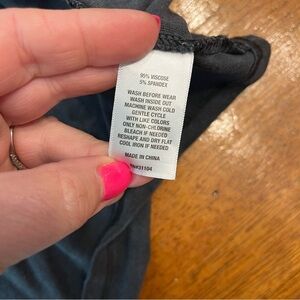 95% VISCOSE
5% SPANDEX
WASH BEFORE WEAR
WASH INSIDE OUT
MACHINE WASH COLD
GENTLE CYCLE
WITH LIKE COLORS
ONLY NON-CHLORINE
BLEACH IF NEEDED
RESHAPE AND DRY FLAT
COOL IRON IF NEEDED
MADE IN CHINA